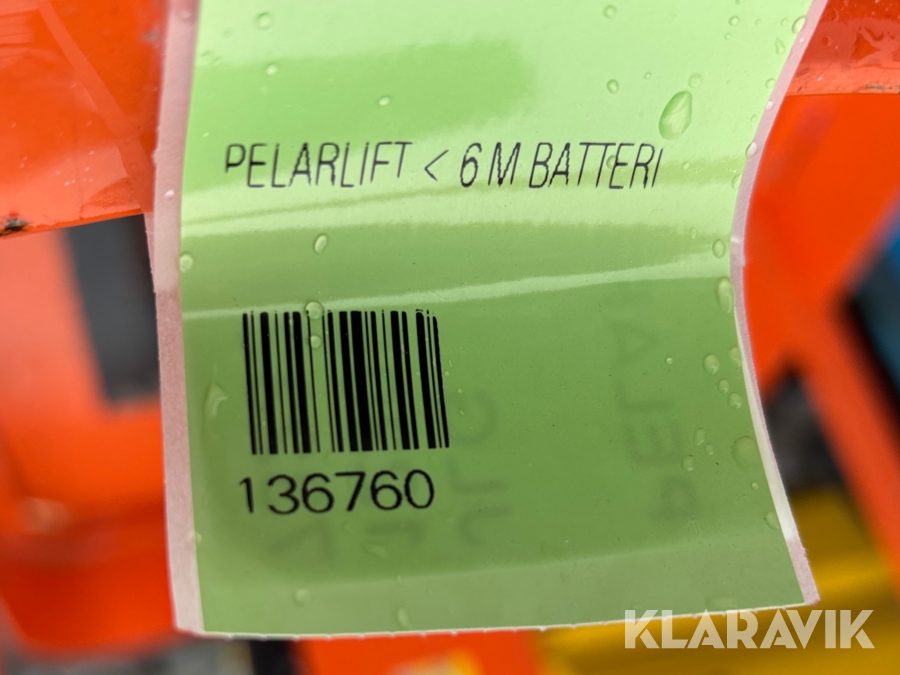 PELARLIFT < 6 M BATTERI
136760
KLARAVIK